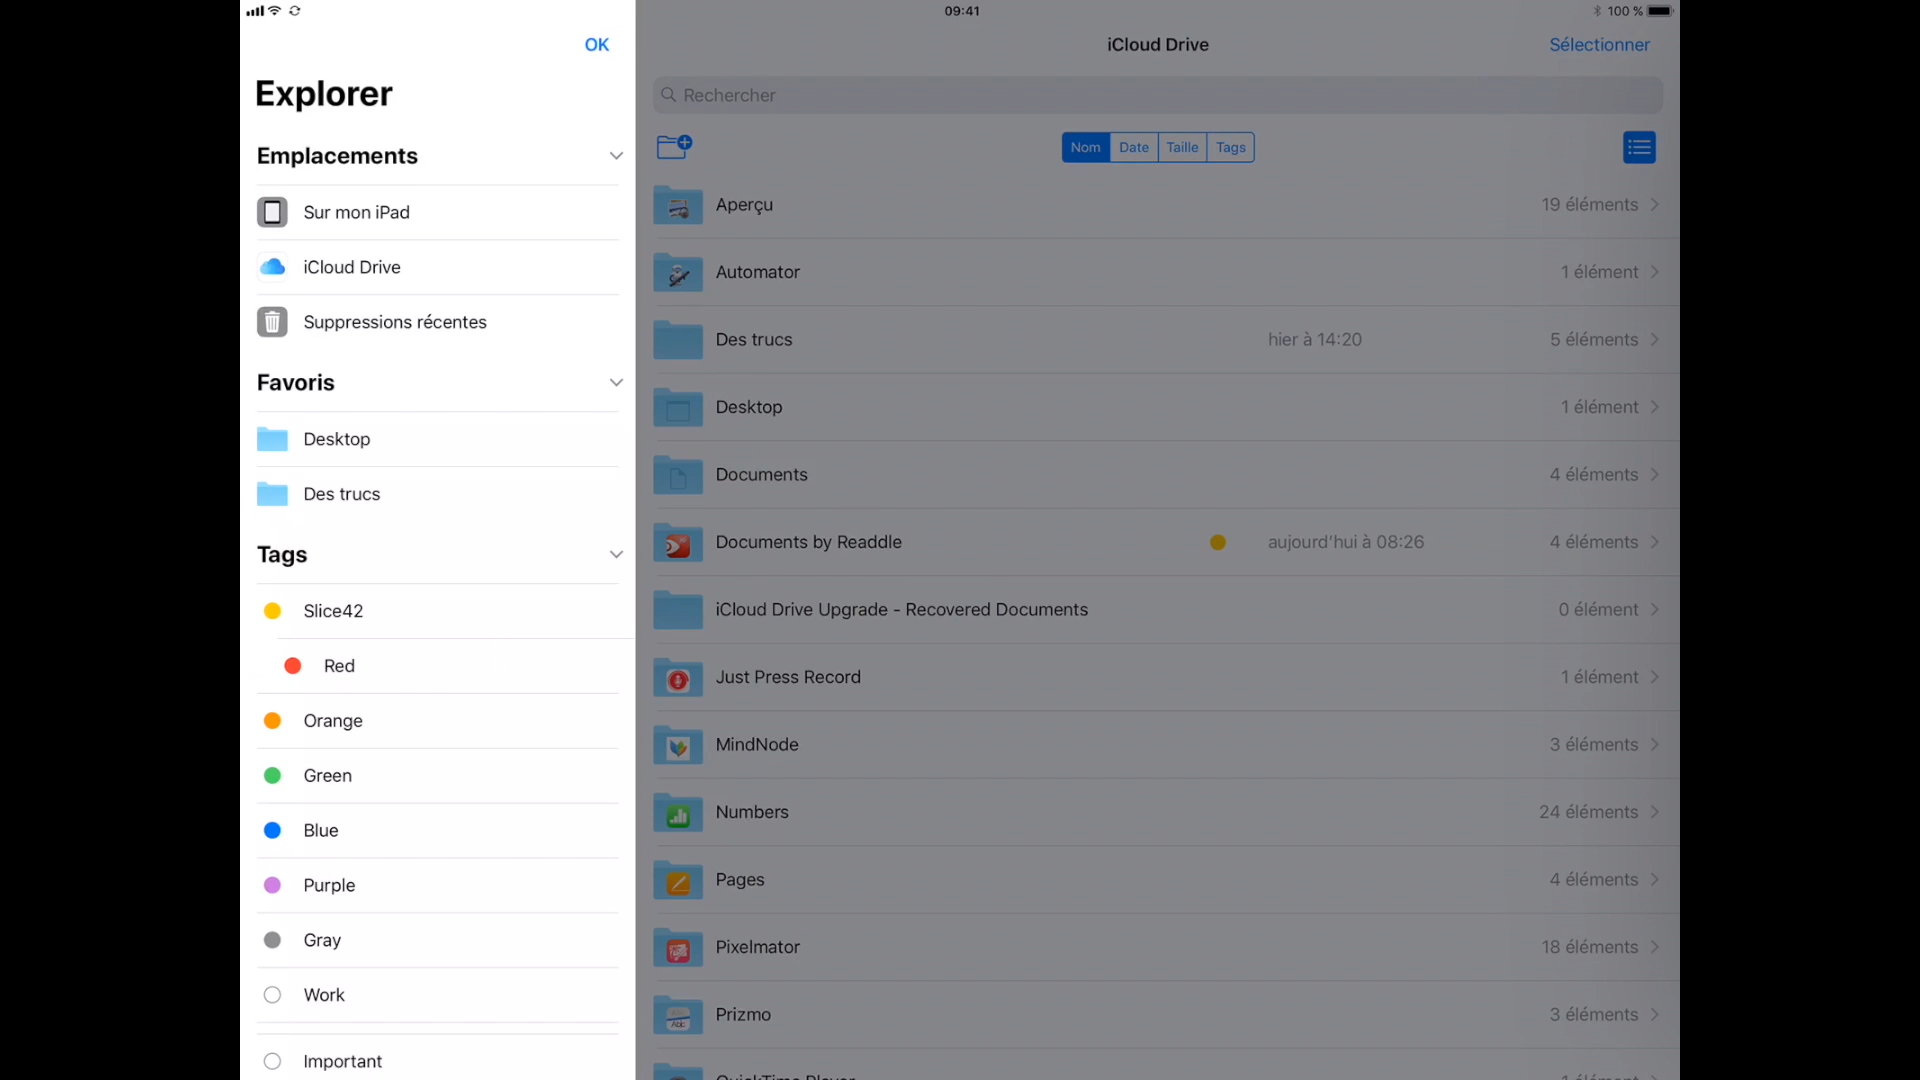 09:41
100 %
OK
Explorer
Emplacements
Sur mon iPad
iCloud Drive
Suppressions récentes
Favoris
Desktop
Des trucs
Tags
Slice42
Red
Orange
Green
Blue
Purple
Gray
Work
Important
iCloud Drive
Sélectionner
Rechercher
Nom Date Taille Tags
Aperçu 19 éléments
Automator 1 élément
Des trucs hier à 14:20 5 éléments
Desktop 1 élément
Documents 4 éléments
Documents by Readdle aujourd'hui à 08:26 4 éléments
iCloud Drive Upgrade - Recovered Documents 0 élément
Just Press Record 1 élément
MindNode 3 éléments
Numbers 24 éléments
Pages 4 éléments
Pixelmator 18 éléments
Prizmo 3 éléments
QuickTime Player 1 élément